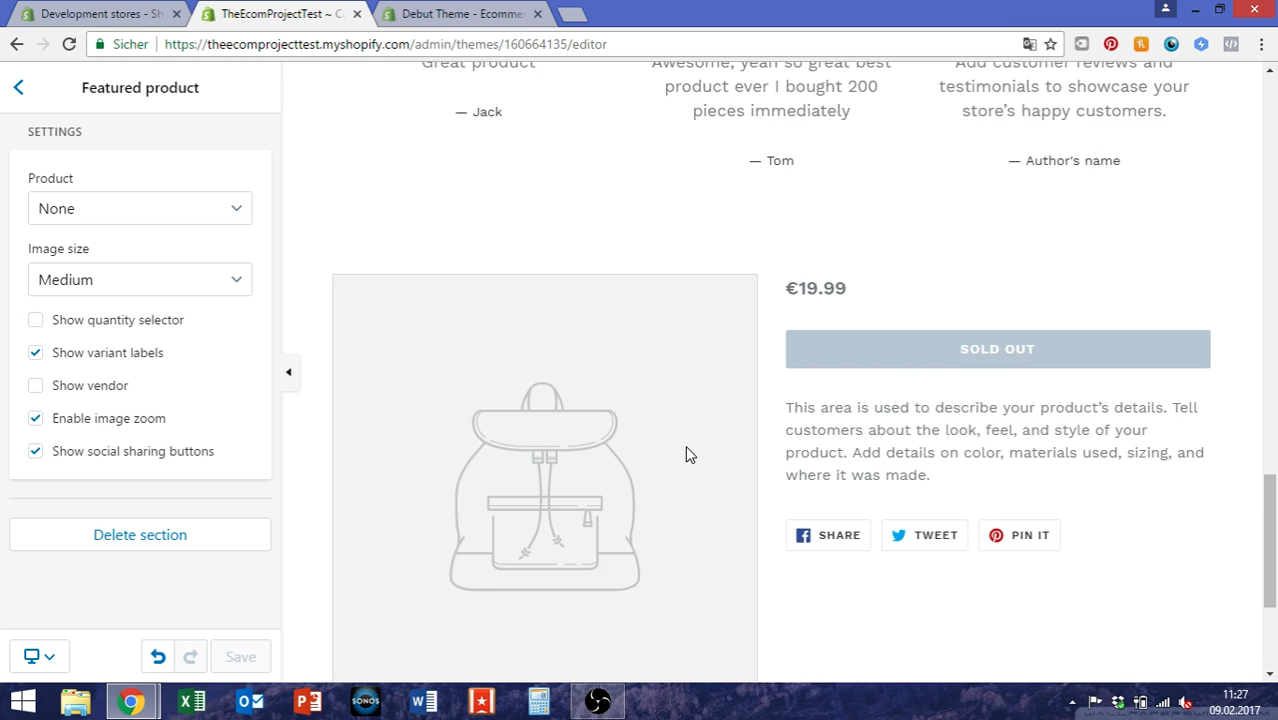 Development stores - Sh
TheEcomProjectTest ~ C
Debut Theme - Ecomme
Sicher
https://theecomprojecttest.myshopify.com/admin/themes/160664135/editor
Featured product
SETTINGS
Product
None
Image size
Medium
Show quantity selector
Show variant labels
Show vendor
Enable image zoom
Show social sharing buttons
Delete section
Save
Great product
— Jack
Awesome, yeah so great best
product ever I bought 200
pieces immediately
— Tom
Add customer reviews and
testimonials to showcase your
store's happy customers.
— Author's name
€19.99
SOLD OUT
This area is used to describe your product's details. Tell
customers about the look, feel, and style of your
product. Add details on color, materials used, sizing, and
where it was made.
SHARE
TWEET
PIN IT
SONOS
11:27
09.02.2017